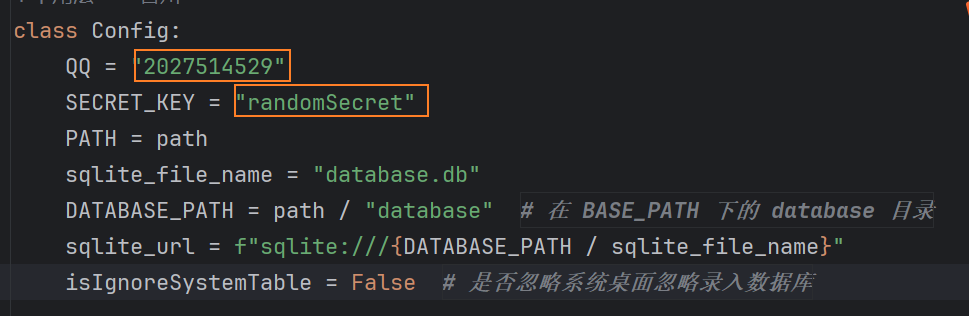 class Config:
QQ = "2027514529"
SECRET_KEY = "randomSecret"
PATH = path
sqlite_file_name = "database.db"
DATABASE_PATH = path / "database"  # 在 BASE_PATH 下的 database 目录
sqlite_url = f"sqlite:///{DATABASE_PATH / sqlite_file_name}"
isIgnoreSystemTable = False  # 是否忽略系统桌面忽略录入数据库